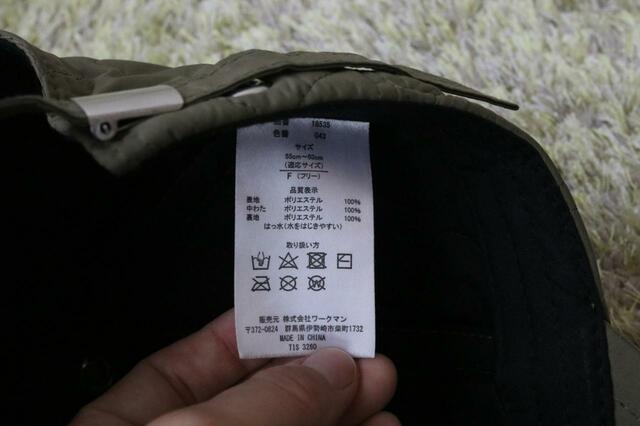 品番 18535
色番 043
サイズ
55cm～60cm
(適応サイズ)
F (フリー)
品質表示
表地 ポリエステル 100%
中わた ポリエステル 100%
裏地 ポリエステル 100%
はっ水(水をはじきやすい)
取り扱い方
販売元 株式会社ワークマン
〒372-0824 群馬県伊勢崎市柴町1732
MADE IN CHINA
TIS 3260